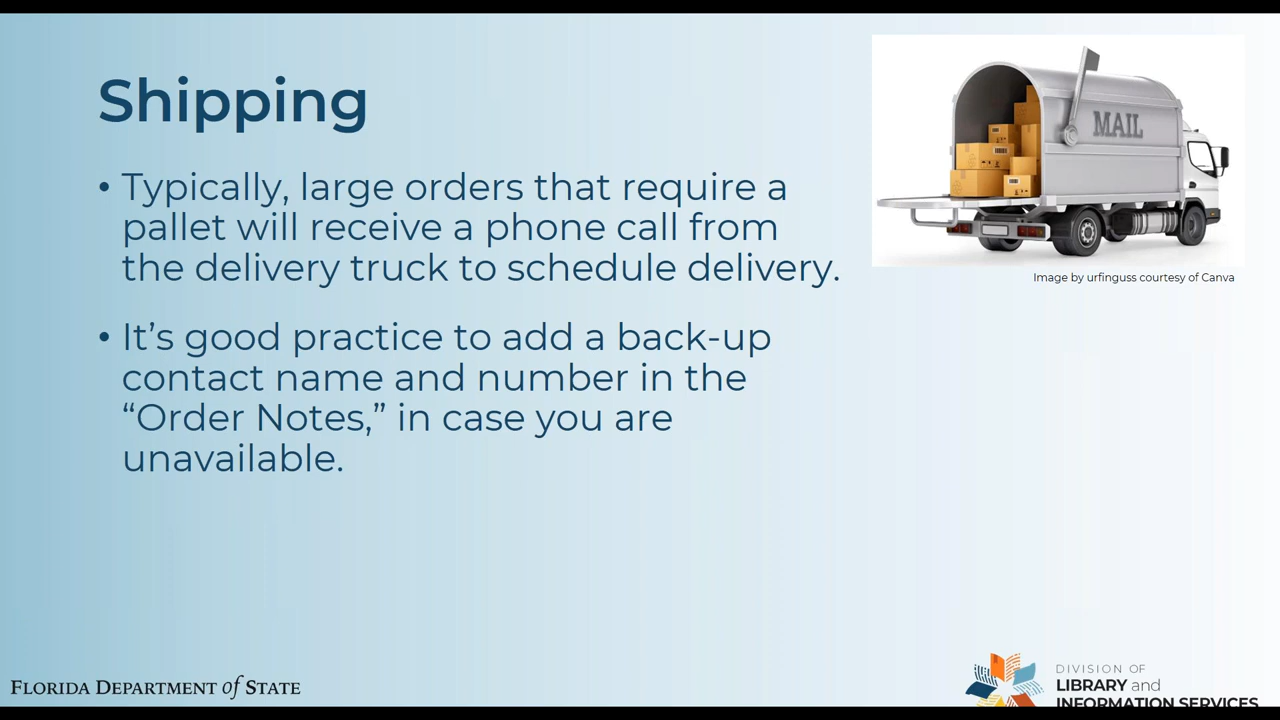 Shipping
MAIL
• Typically, large orders that require a
pallet will receive a phone call from
the delivery truck to schedule delivery.
Image by urfinguss courtesy of Canva
• It’s good practice to add a back-up
contact name and number in the
“Order Notes,” in case you are
unavailable.
FLORIDA DEPARTMENT of STATE
DIVISION OF
LIBRARY and
INFORMATION SERVICES